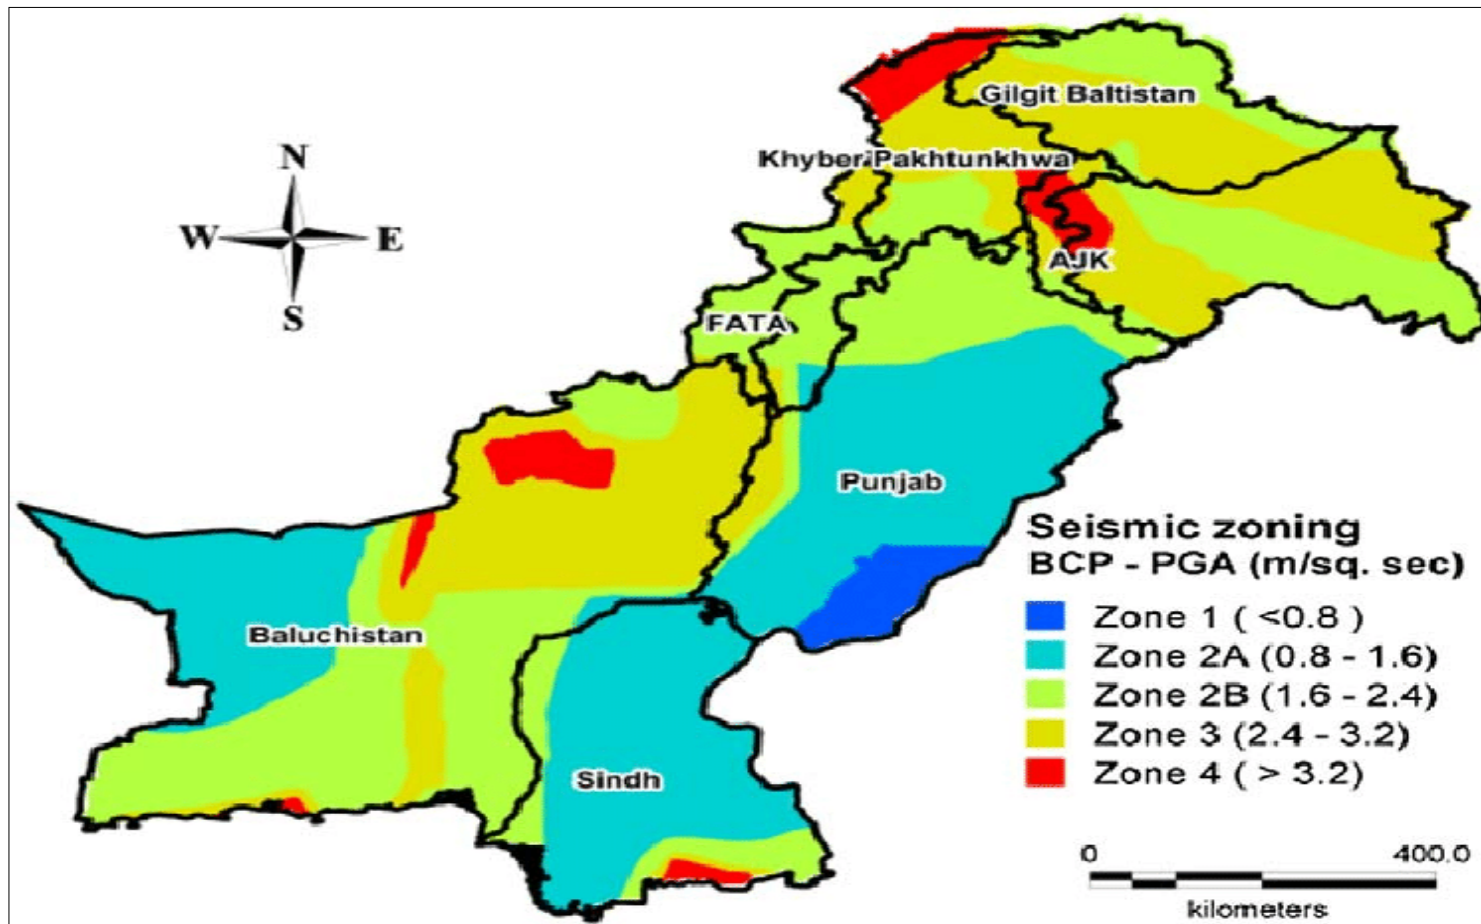 N
W E
S
Gilgit Baltistan
Khyber Pakhtunkhwa
AJK
FATA
Punjab
Baluchistan
Sindh
Seismic zoning
BCP - PGA (m/sq. sec)
Zone 1 ( <0.8 )
Zone 2A (0.8 - 1.6)
Zone 2B (1.6 - 2.4)
Zone 3 (2.4 - 3.2)
Zone 4 ( > 3.2)
0 400.0
kilometers